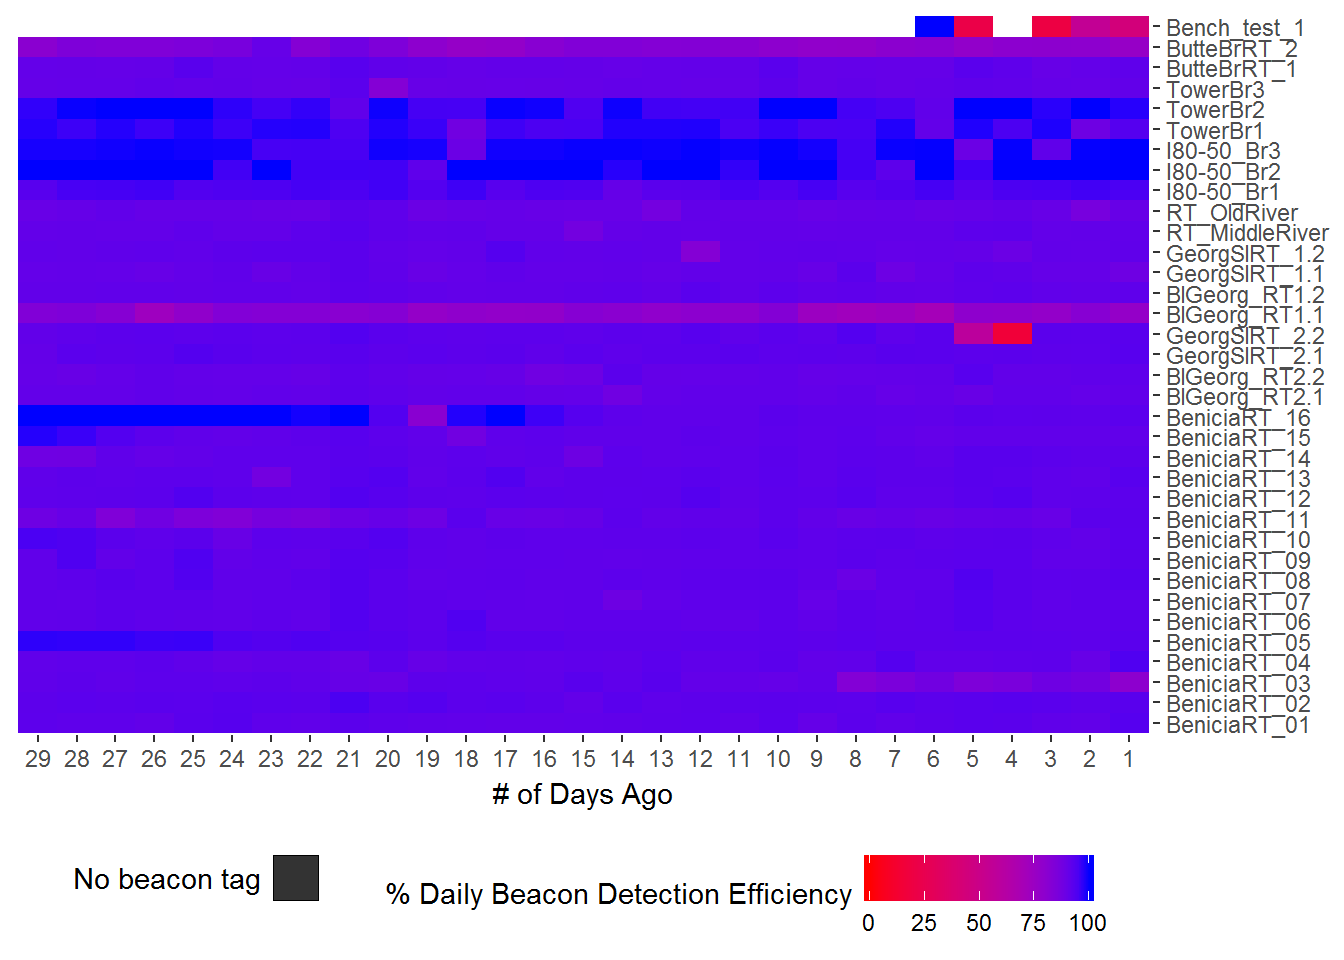 Bench_test_1
ButteBrRT_2
ButteBrRT_1
TowerBr3
TowerBr2
TowerBr1
I80-50_Br3
I80-50_Br2
I80-50_Br1
RT_OldRiver
RT_MiddleRiver
GeorgSlRT_1.2
GeorgSlRT_1.1
BlGeorg_RT1.2
BlGeorg_RT1.1
GeorgSlRT_2.2
GeorgSlRT_2.1
BlGeorg_RT2.2
BlGeorg_RT2.1
BeniciaRT_16
BeniciaRT_15
BeniciaRT_14
BeniciaRT_13
BeniciaRT_12
BeniciaRT_11
BeniciaRT_10
BeniciaRT_09
BeniciaRT_08
BeniciaRT_07
BeniciaRT_06
BeniciaRT_05
BeniciaRT_04
BeniciaRT_03
BeniciaRT_02
BeniciaRT_01
29 28 27 26 25 24 23 22 21 20 19 18 17 16 15 14 13 12 11 10 9 8 7 6 5 4 3 2 1
# of Days Ago
No beacon tag
% Daily Beacon Detection Efficiency
0 25 50 75 100